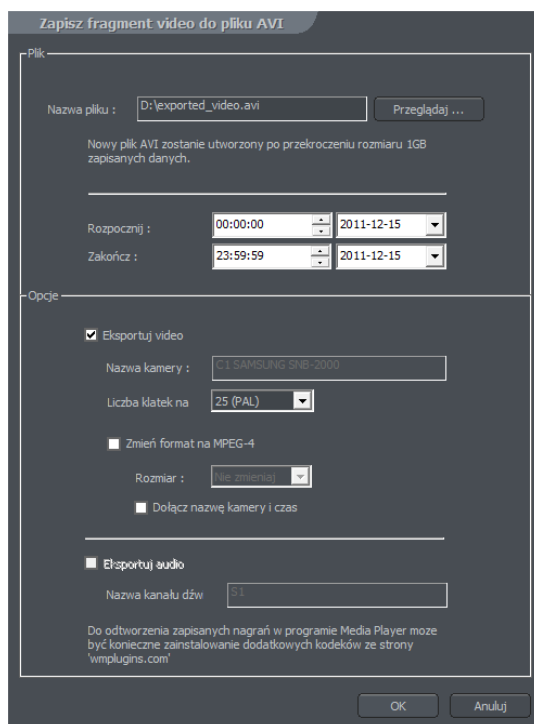 Zapisz fragment video do pliku AVI
Plik
Nazwa pliku : D:\exported_video.avi Przeglądaj ...
Nowy plik AVI zostanie utworzony po przekroczeniu rozmiaru 1GB
zapisanych danych.
Rozpocznij : 00:00:00 2011-12-15
Zakończ : 23:59:59 2011-12-15
Opcje
Eksportuj video
Nazwa kamery : C1 SAMSUNG SNB-2000
Liczba klatek na 25 (PAL)
Zmień format na MPEG-4
Rozmiar : Nie zmieniaj
Dołącz nazwę kamery i czas
Eksportuj audio
Nazwa kanału dźw S1
Do odtworzenia zapisanych nagrań w programie Media Player moze
być konieczne zainstalowanie dodatkowych kodeków ze strony
'wmplugins.com'
OK Anuluj